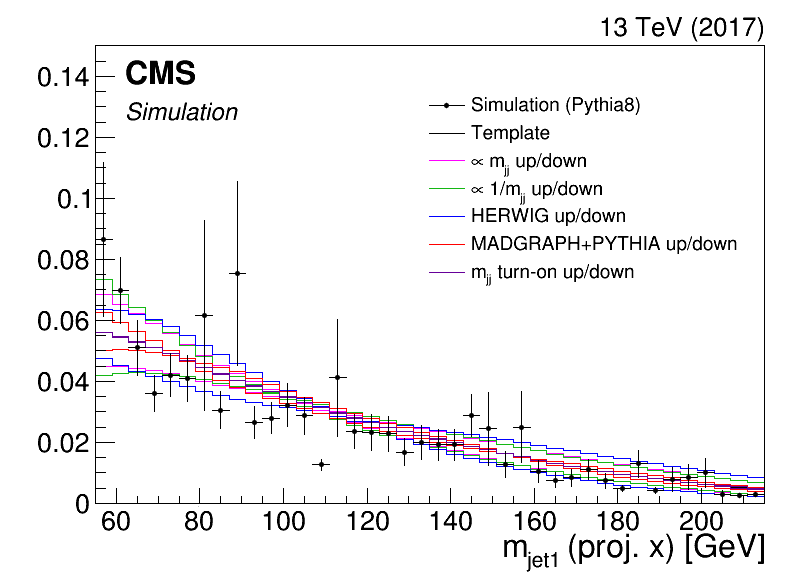 13 TeV (2017)
CMS
Simulation
Simulation (Pythia8)
Template
∝ m_jj up/down
∝ 1/m_jj up/down
HERWIG up/down
MADGRAPH+PYTHIA up/down
m_jj turn-on up/down
0.14
0.12
0.1
0.08
0.06
0.04
0.02
0
60 80 100 120 140 160 180 200
m_jet1 (proj. x) [GeV]